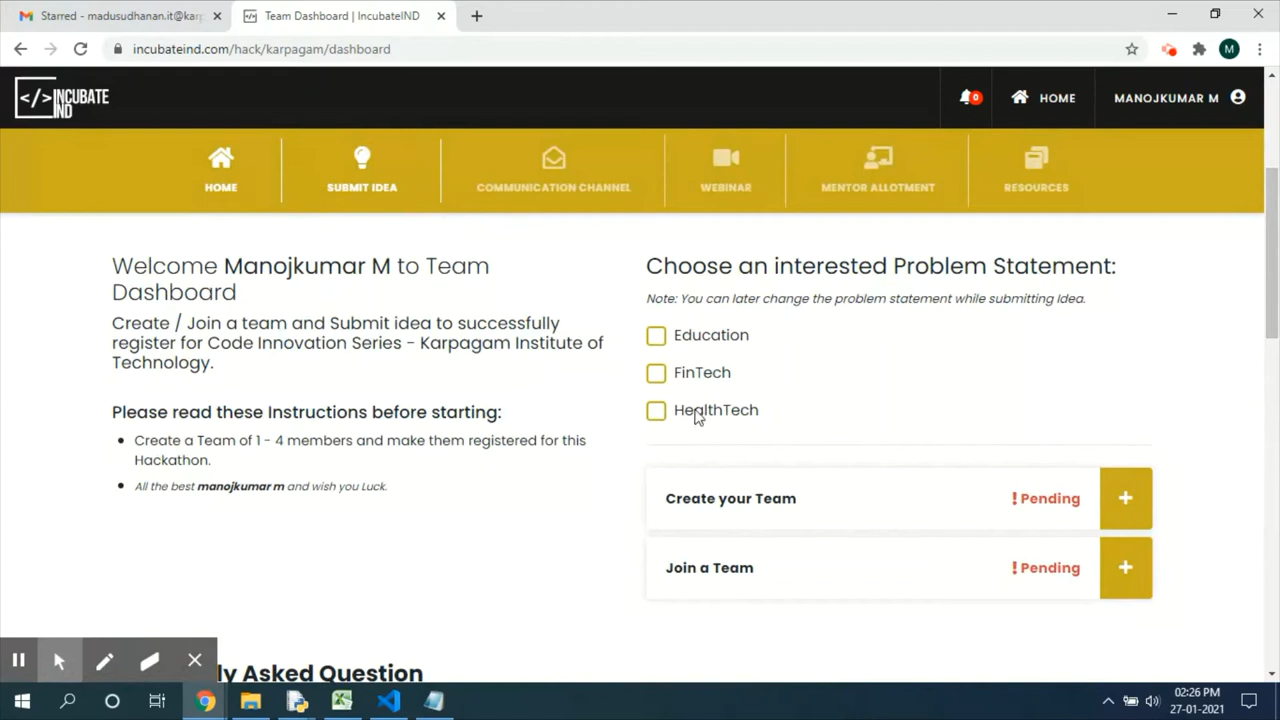 Starred - madusudhanan.it@kar
Team Dashboard | IncubateIND
incubateind.com/hack/karpagam/dashboard
M
</> INCUBATE
IND
0
HOME
MANOJKUMAR M
HOME
SUBMIT IDEA
COMMUNICATION CHANNEL
WEBINAR
MENTOR ALLOTMENT
RESOURCES
Welcome Manojkumar M to Team
Dashboard
Create / Join a team and Submit idea to successfully
register for Code Innovation Series - Karpagam Institute of
Technology.
Please read these Instructions before starting:
• Create a Team of 1 - 4 members and make them registered for this
Hackathon.
• All the best manojkumar m and wish you Luck.
Choose an interested Problem Statement:
Note: You can later change the problem statement while submitting Idea.
Education
FinTech
HealthTech
Create your Team
! Pending
+
Join a Team
! Pending
+
ly Asked Question
02:26 PM
27-01-2021